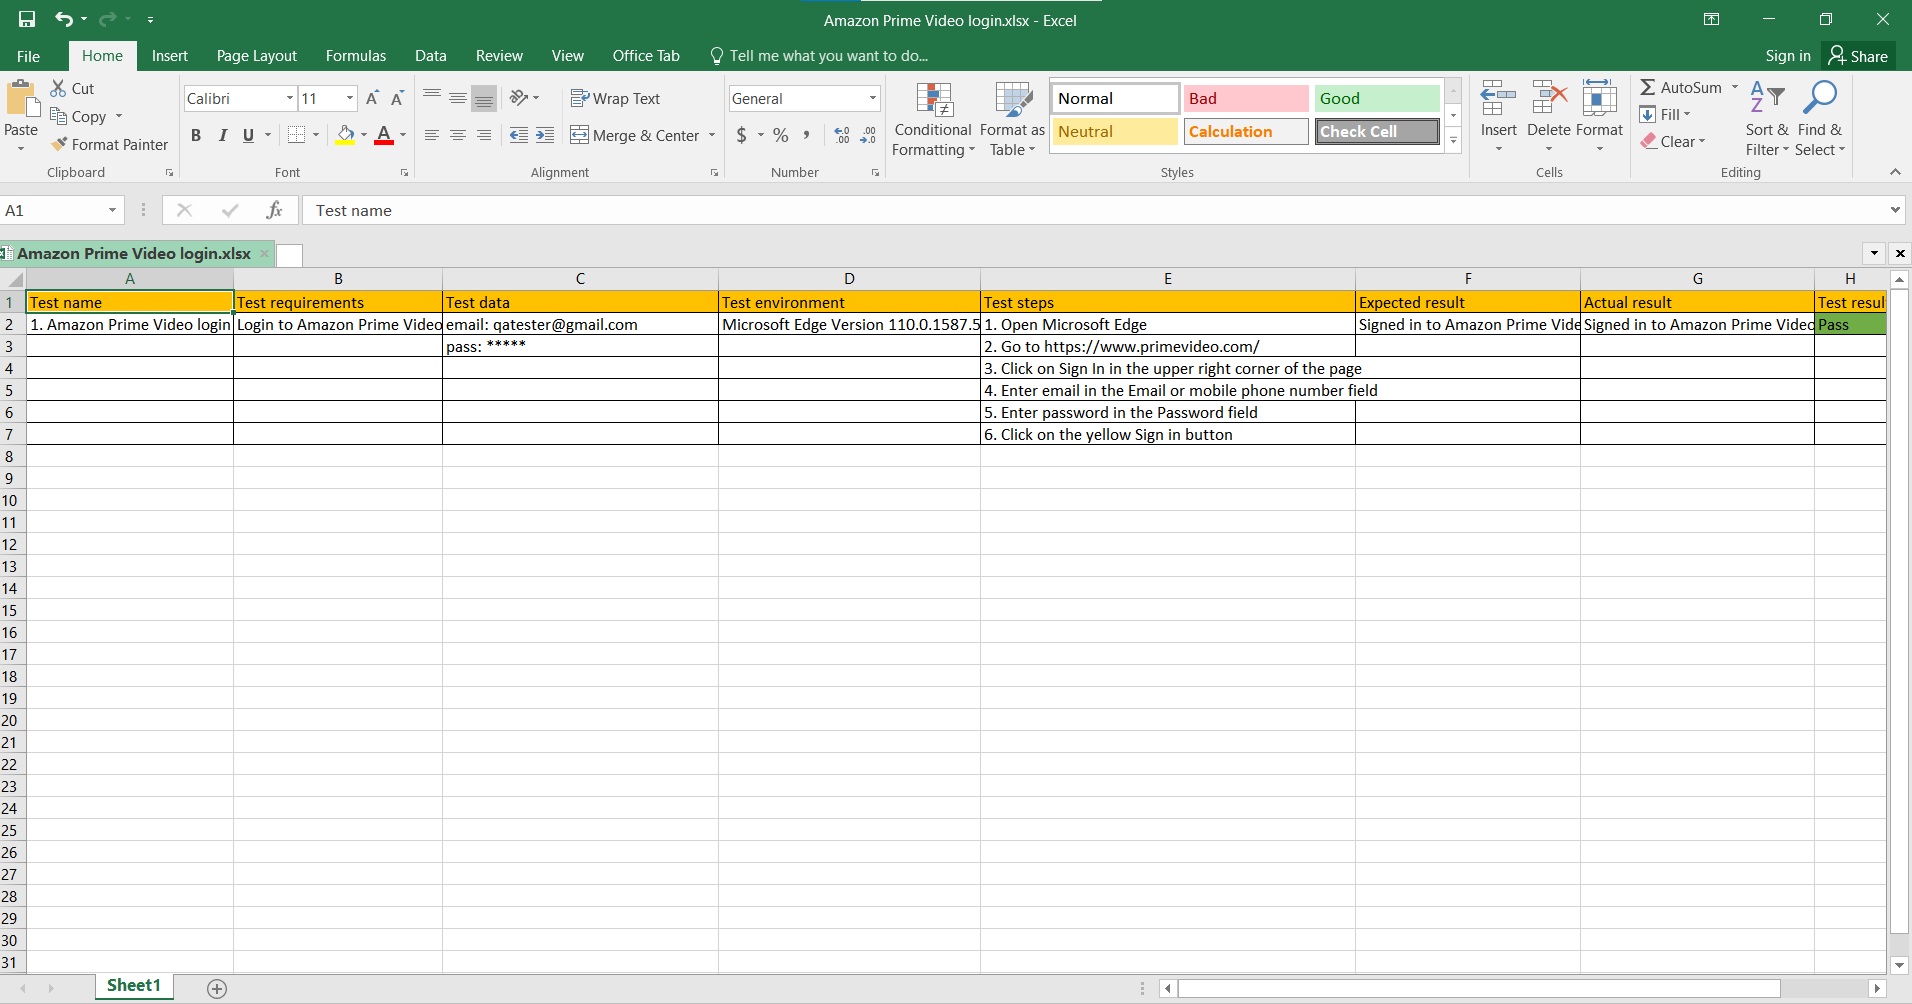 Amazon Prime Video login.xlsx - Excel
File Home Insert Page Layout Formulas Data Review View Office Tab Tell me what you want to do... Sign in Share
Paste
Cut
Copy
Format Painter
Clipboard
Calibri 11 A A
B I U A
Font
Wrap Text
Merge & Center
Alignment
General
$ % ,
Number
Conditional Formatting
Format as Table
Normal Bad Good
Neutral Calculation Check Cell
Styles
Insert Delete Format
Cells
AutoSum
Fill
Clear
Sort & Filter
Find & Select
Editing
A1 fx Test name
Amazon Prime Video login.xlsx
A B C D E F G H
1 Test name Test requirements Test data Test environment Test steps Expected result Actual result Test resul
2 1. Amazon Prime Video login Login to Amazon Prime Video email: qatester@gmail.com Microsoft Edge Version 110.0.1587.5 1. Open Microsoft Edge Signed in to Amazon Prime Vide Signed in to Amazon Prime Video Pass
3 pass: ***** 2. Go to https://www.primevideo.com/
4 3. Click on Sign In in the upper right corner of the page
5 4. Enter email in the Email or mobile phone number field
6 5. Enter password in the Password field
7 6. Click on the yellow Sign in button
8
9
10
11
12
13
14
15
16
17
18
19
20
21
22
23
24
25
26
27
28
29
30
31
Sheet1